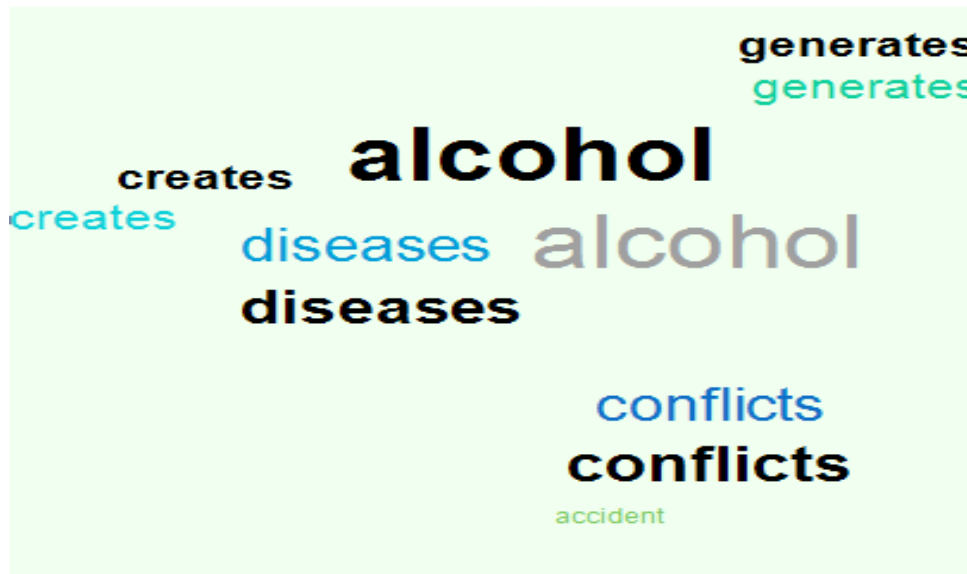 generates
generates
alcohol
creates
creates
alcohol
diseases
diseases
conflicts
conflicts
accident